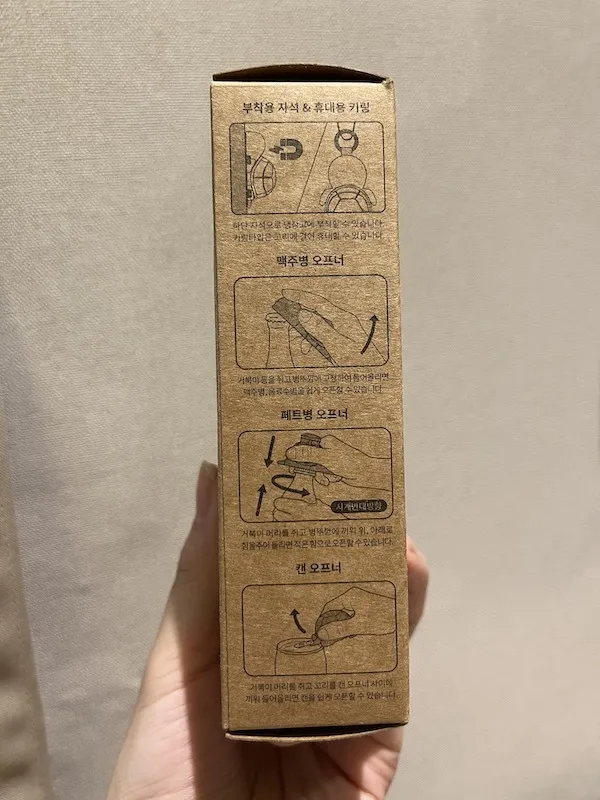 부착용 자석 & 휴대용 키링
하단 자석으로 냉장고에 부착할 수 있습니다
키링타입은 고리에 걸어 휴대할 수 있습니다
맥주병 오프너
거북이 등을 쥐고 병뚜껑에 고정하여 들어올리면
맥주병, 음료수병을 쉽게 오픈할 수 있습니다
페트병 오프너
시계반대방향
거북이 머리를 쥐고 병뚜껑에 끼워 위, 아래로
힘을주어 돌리면 적은 힘으로 오픈할 수 있습니다.
캔 오프너
거북이 머리를 쥐고 꼬리를 캔 오프너 사이에
끼워 들어올리면 캔을 쉽게 오픈할 수 있습니다.